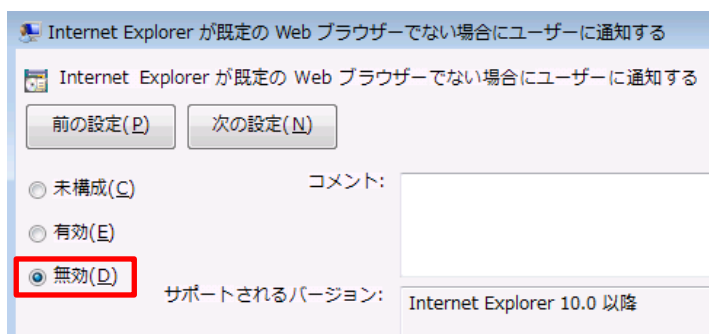 Internet Explorer が既定の Web ブラウザーでない場合にユーザーに通知する
Internet Explorer が既定の Web ブラウザーでない場合にユーザーに通知する
前の設定(P) 次の設定(N)
未構成(C) コメント:
有効(E)
無効(D)
サポートされるバージョン: Internet Explorer 10.0 以降